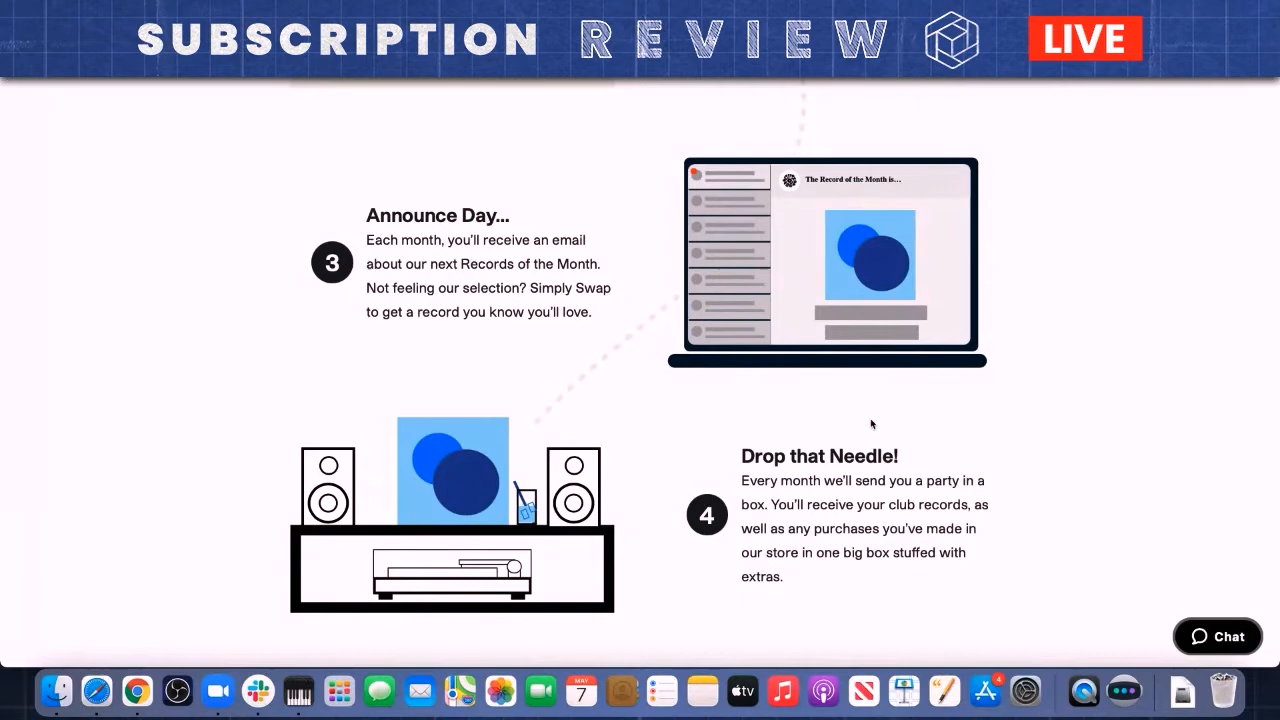 SUBSCRIPTION REVIEW LIVE
The Record of the Month is...
Announce Day...
3
Each month, you'll receive an email
about our next Records of the Month.
Not feeling our selection? Simply Swap
to get a record you know you'll love.
Drop that Needle!
4
Every month we'll send you a party in a
box. You'll receive your club records, as
well as any purchases you've made in
our store in one big box stuffed with
extras.
Chat
MAY
7
tv
4